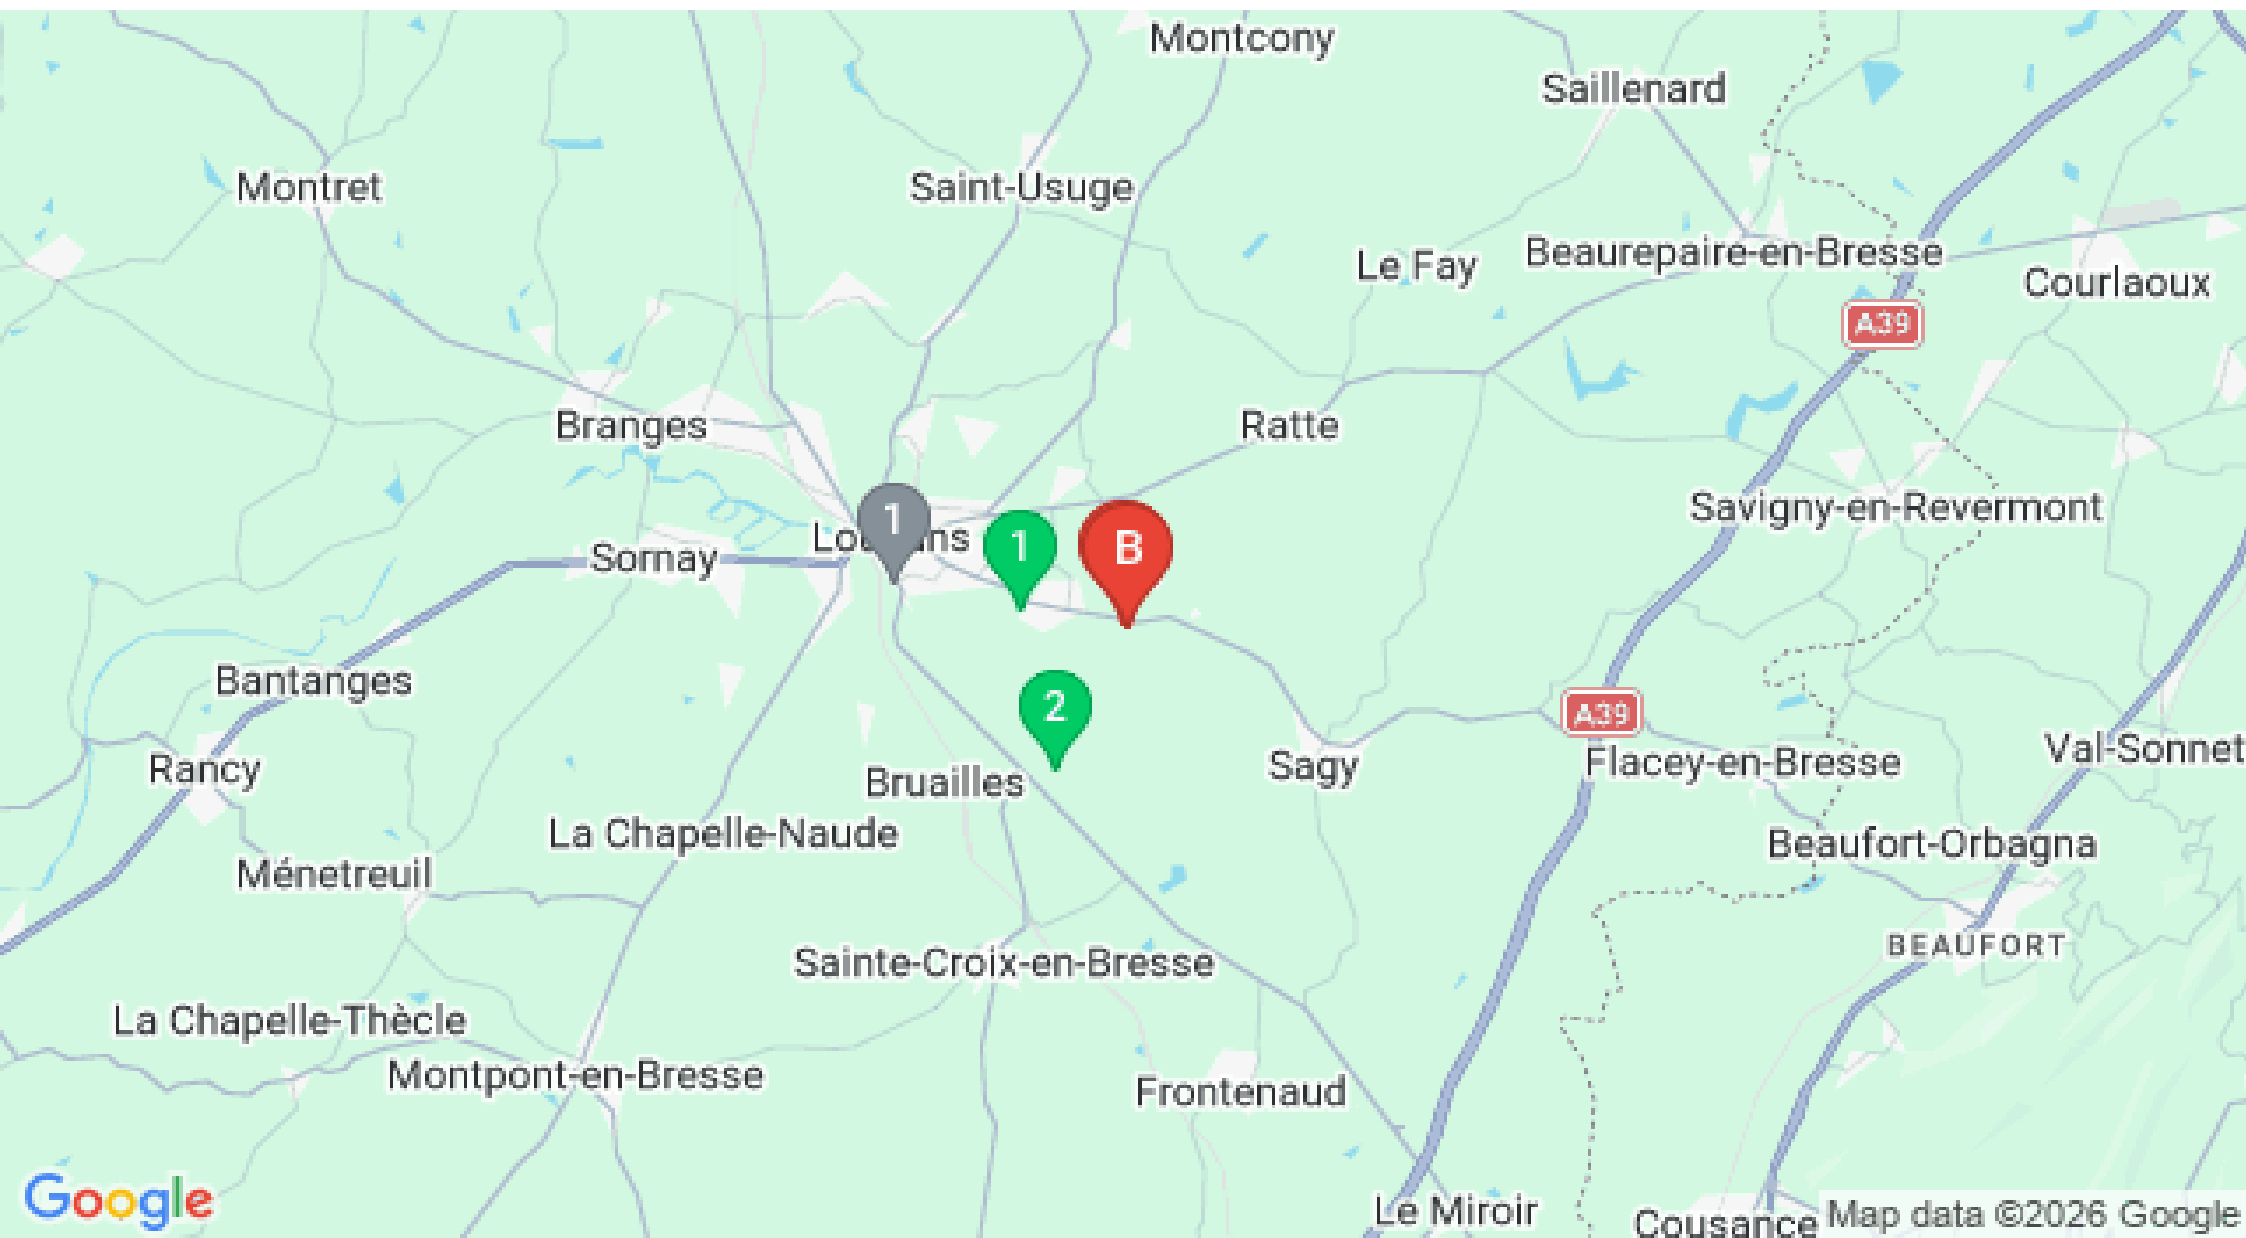 Montcony
Saillenard
Montret
Saint-Usuge
Le Fay
Beaurepaire-en-Bresse
Courlaoux
A39
Branges
Ratte
1
Savigny-en-Revermont
1
B
Sornay
Bantanges
2
A39
Rancy
Bruailles
Sagy
Flacey-en-Bresse
Val-Sonnet
La Chapelle-Naude
Beaufort-Orbagna
Ménetreuil
BEAUFORT
Sainte-Croix-en-Bresse
La Chapelle-Thècle
Montpont-en-Bresse
Frontenaud
Google
Le Miroir
Cousance
Map data ©2026 Google